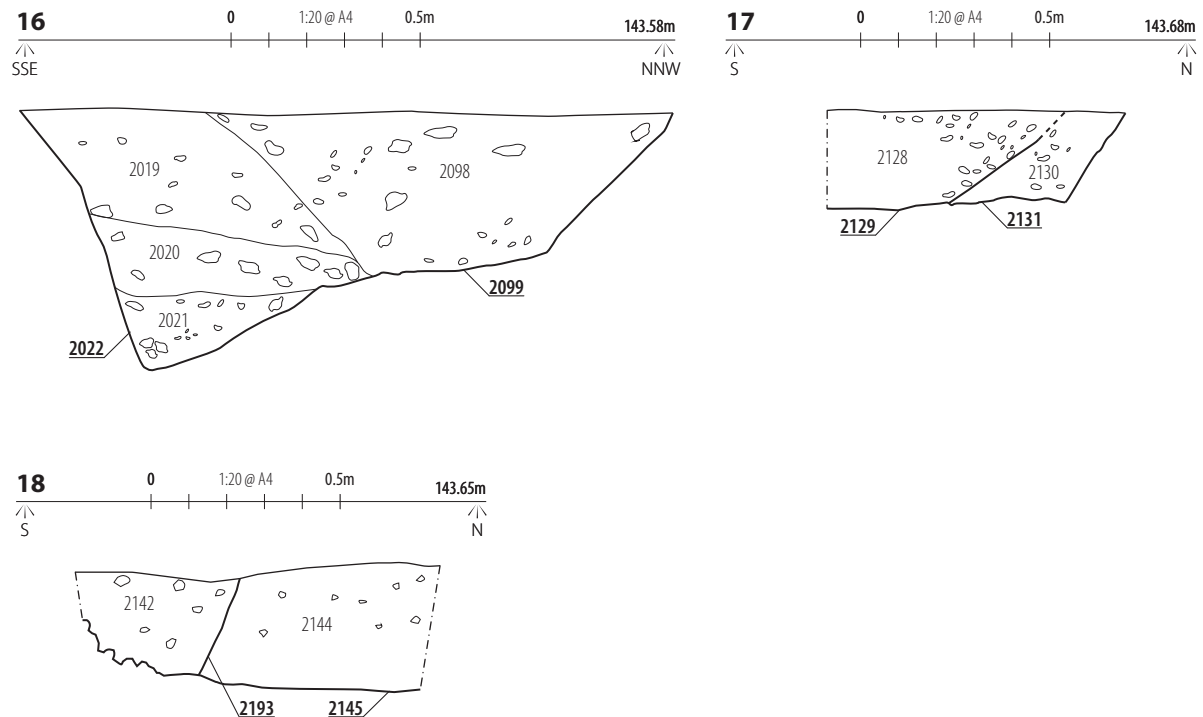 16 0 1:20 @ A4 0.5m 143.58m
SSE NNW
2019 2098
2020
2021
2022
2099
17 0 1:20 @ A4 0.5m 143.68m
S N
2128 2130
2129 2131
18 0 1:20 @ A4 0.5m 143.65m
S N
2142 2144
2193 2145